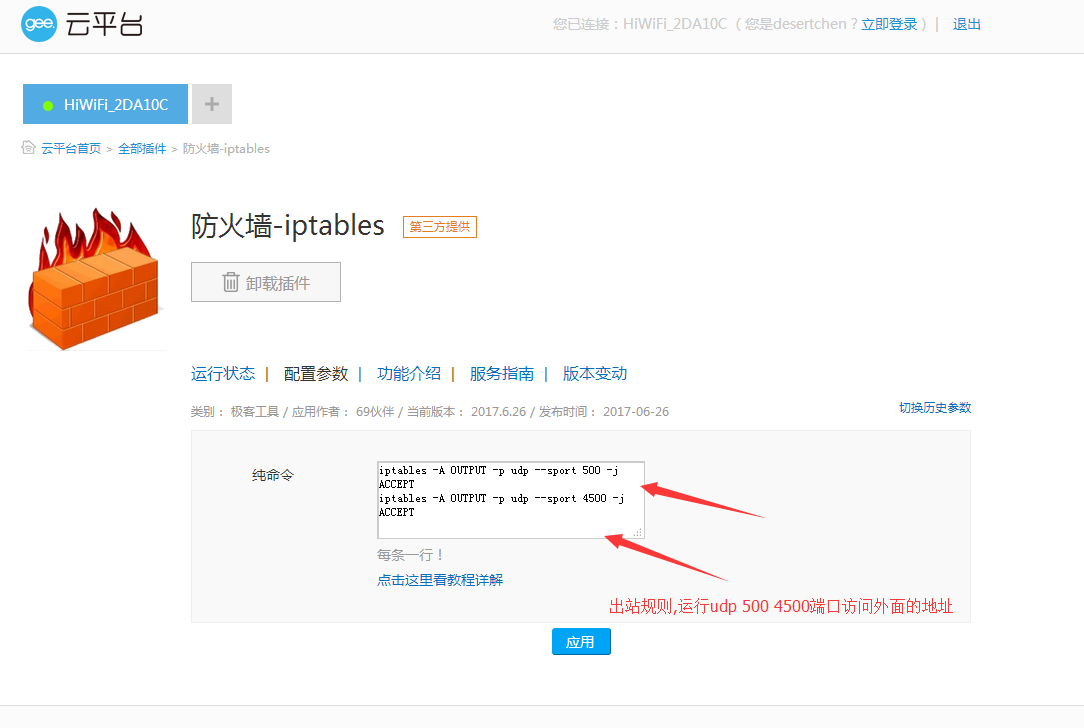 gee. 云平台
您已连接：HiWiFi_2DA10C（ 您是desertchen？立即登录 ）| 退出
HiWiFi_2DA10C +
云平台首页 > 全部插件 > 防火墙-iptables
防火墙-iptables 第三方提供
卸载插件
运行状态 | 配置参数 | 功能介绍 | 服务指南 | 版本变动
类别： 极客工具 / 应用作者： 69伙伴 / 当前版本： 2017.6.26 / 发布时间： 2017-06-26
切换历史参数
纯命令
iptables -A OUTPUT -p udp --sport 500 -j
ACCEPT
iptables -A OUTPUT -p udp --sport 4500 -j
ACCEPT
每条一行！
点击这里看教程详解
出站规则,运行udp 500 4500端口访问外面的地址
应用